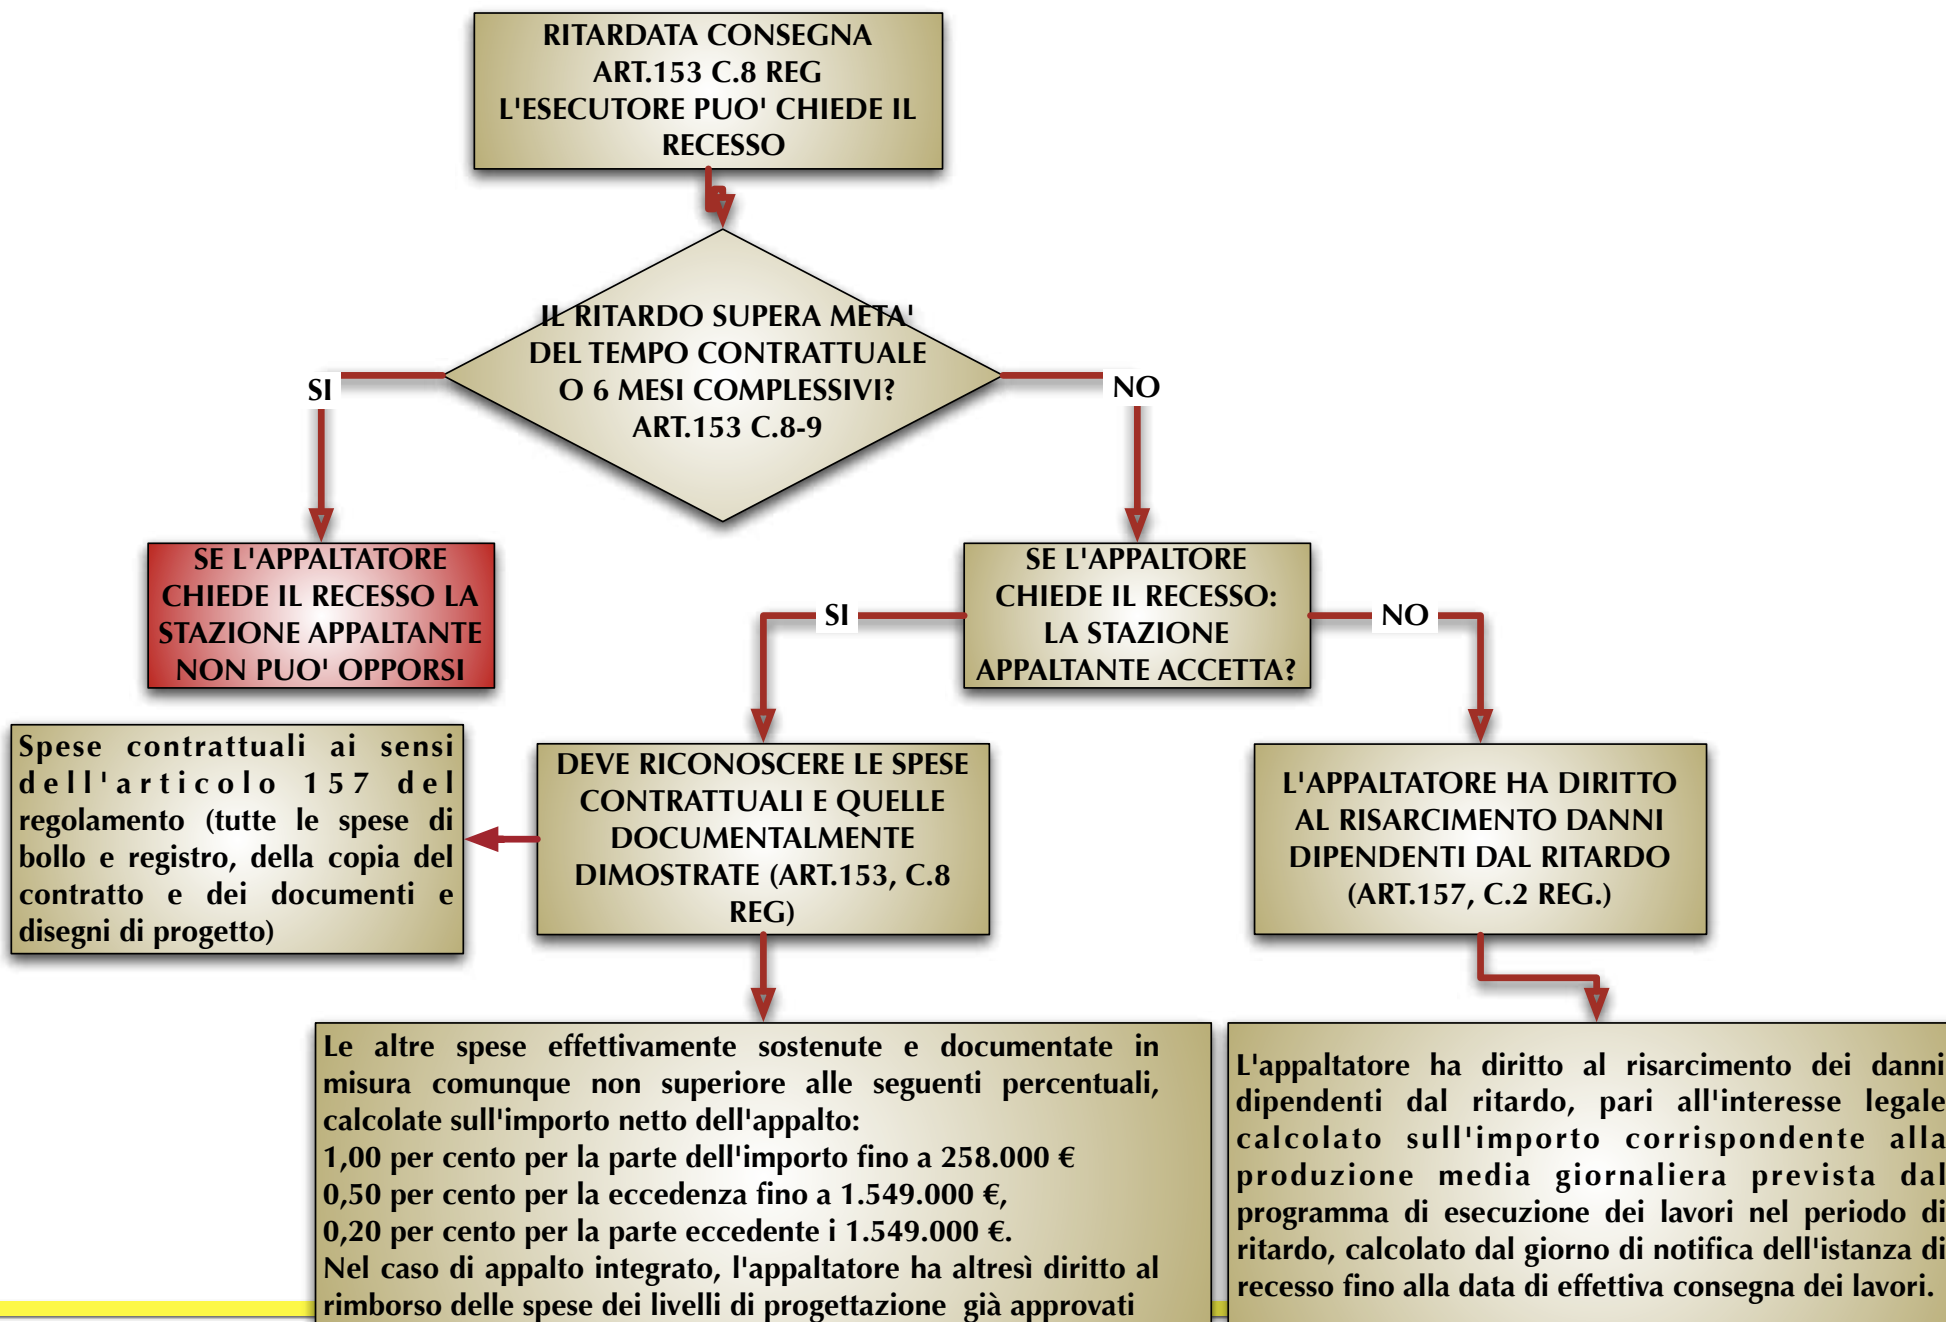 RITARDATA CONSEGNA
ART.153 C.8 REG
L'ESECUTORE PUO' CHIEDE IL
RECESSO
IL RITARDO SUPERA META'
DEL TEMPO CONTRATTUALE
O 6 MESI COMPLESSIVI?
ART.153 C.8-9
SI
NO
SE L'APPALTATORE
CHIEDE IL RECESSO LA
STAZIONE APPALTANTE
NON PUO' OPPORSI
SE L'APPALTORE
CHIEDE IL RECESSO:
LA STAZIONE
APPALTANTE ACCETTA?
SI
NO
Spese contrattuali ai sensi
dell'articolo 157 del
regolamento (tutte le spese di
bollo e registro, della copia del
contratto e dei documenti e
disegni di progetto)
DEVE RICONOSCERE LE SPESE
CONTRATTUALI E QUELLE
DOCUMENTALMENTE
DIMOSTRATE (ART.153, C.8
REG)
L'APPALTATORE HA DIRITTO
AL RISARCIMENTO DANNI
DIPENDENTI DAL RITARDO
(ART.157, C.2 REG.)
Le altre spese effettivamente sostenute e documentate in
misura comunque non superiore alle seguenti percentuali,
calcolate sull'importo netto dell'appalto:
1,00 per cento per la parte dell'importo fino a 258.000 €
0,50 per cento per la eccedenza fino a 1.549.000 €,
0,20 per cento per la parte eccedente i 1.549.000 €.
Nel caso di appalto integrato, l'appaltatore ha altresì diritto al
rimborso delle spese dei livelli di progettazione già approvati
L'appaltatore ha diritto al risarcimento dei danni
dipendenti dal ritardo, pari all'interesse legale
calcolato sull'importo corrispondente alla
produzione media giornaliera prevista dal
programma di esecuzione dei lavori nel periodo di
ritardo, calcolato dal giorno di notifica dell'istanza di
recesso fino alla data di effettiva consegna dei lavori.